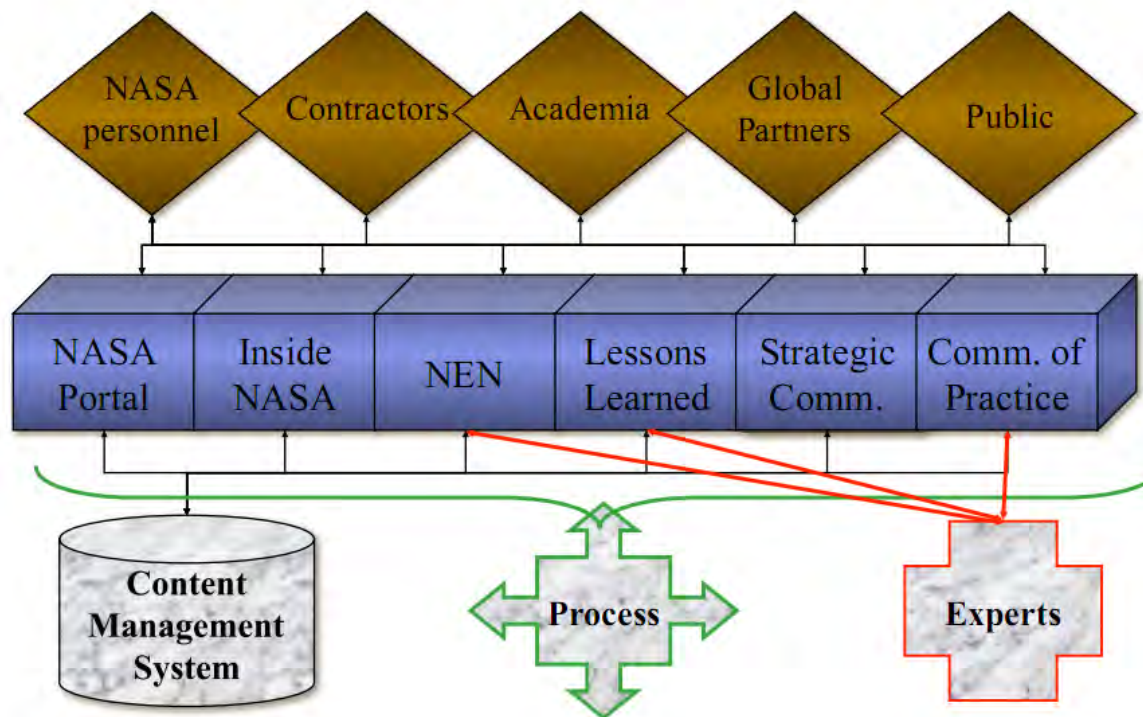 NASA
personnel
Contractors
Academia
Global
Partners
Public
NASA
Portal
Inside
NASA
NEN
Lessons
Learned
Strategic
Comm.
Comm. of
Practice
Content
Management
System
Process
Experts